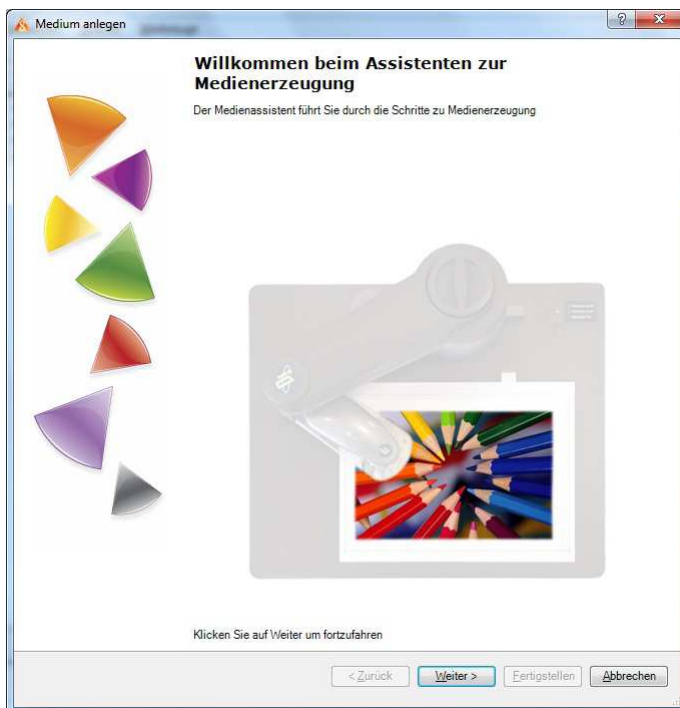 Medium anlegen
Willkommen beim Assistenten zur
Medienerzeugung
Der Medienassistent führt Sie durch die Schritte zu Medienerzeugung
Klicken Sie auf Weiter um fortzufahren
< Zurück
Weiter >
Fertigstellen
Abbrechen